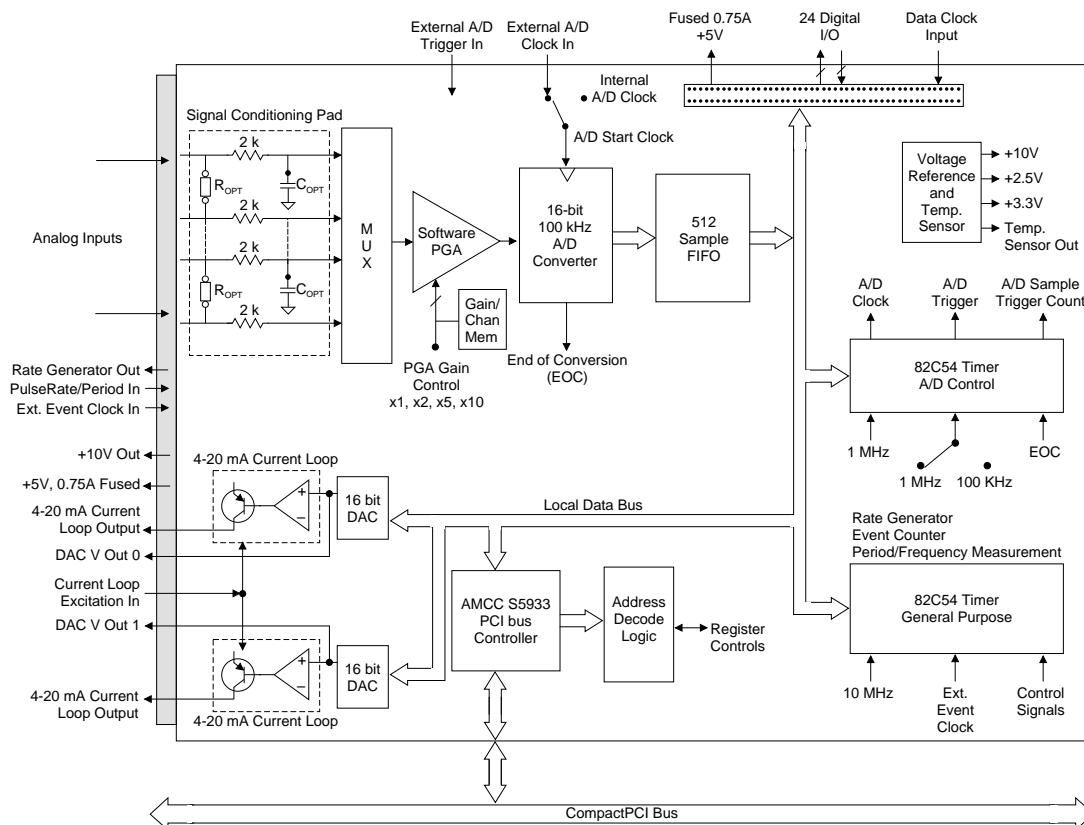 External A/D
Trigger In
External A/D
Clock In
Fused 0.75A
+5V
24 Digital
I/O
Data Clock
Input
Internal
A/D Clock
A/D Start Clock
Signal Conditioning Pad
2 k
R OPT
C OPT
2 k
2 k
R OPT
C OPT
2 k
Analog Inputs
M
U
X
Software
PGA
Gain/
Chan
Mem
PGA Gain
Control
x1, x2, x5, x10
16-bit
100 kHz
A/D
Converter
End of Conversion
(EOC)
512
Sample
FIFO
Voltage
Reference
and
Temp.
Sensor
+10V
+2.5V
+3.3V
Temp.
Sensor Out
A/D
Clock
A/D
Trigger
A/D Sample
Trigger Count
82C54 Timer
A/D Control
1 MHz
1 MHz
100 KHz
EOC
Rate Generator Out
PulseRate/Period In
Ext. Event Clock In
+10V Out
+5V, 0.75A Fused
4-20 mA Current
Loop Output
DAC V Out 0
Current Loop
Excitation In
DAC V Out 1
4-20 mA Current
Loop Output
4-20 mA Current Loop
+
−
16 bit
DAC
+
−
16 bit
DAC
4-20 mA Current Loop
Local Data Bus
AMCC S5933
PCI bus
Controller
Address
Decode
Logic
Register
Controls
Rate Generator
Event Counter
Period/Frequency Measurement
82C54 Timer
General Purpose
10 MHz
Ext.
Event
Clock
Control
Signals
CompactPCI Bus